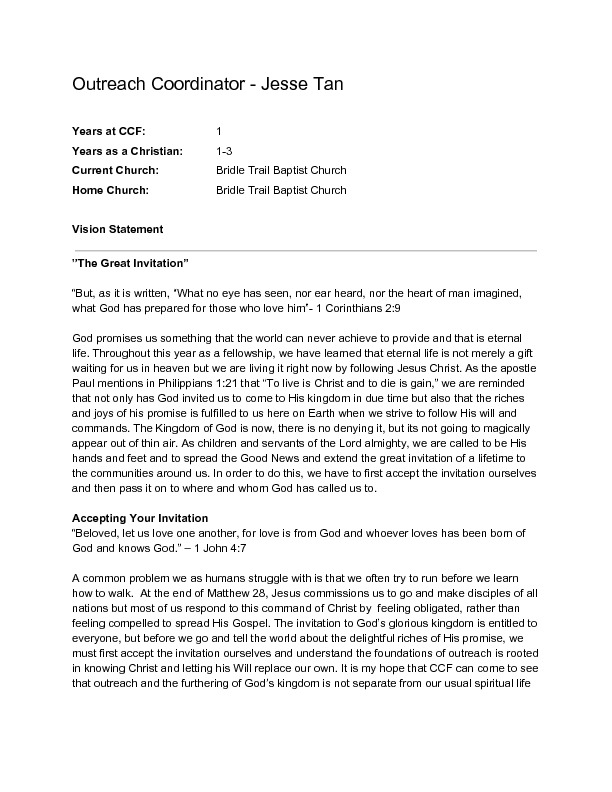 Outreach Coordinator - Jesse Tan
Years at CCF: 1
Years as a Christian: 1-3
Current Church: Bridle Trail Baptist Church
Home Church: Bridle Trail Baptist Church
Vision Statement
"The Great Invitation"
"But, as it is written, "What no eye has seen, nor ear heard, nor the heart of man imagined,
what God has prepared for those who love him"- 1 Corinthians 2:9
God promises us something that the world can never achieve to provide and that is eternal
life. Throughout this year as a fellowship, we have learned that eternal life is not merely a gift
waiting for us in heaven but we are living it right now by following Jesus Christ. As the apostle
Paul mentions in Philippians 1:21 that "To live is Christ and to die is gain," we are reminded
that not only has God invited us to come to His kingdom in due time but also that the riches
and joys of his promise is fulfilled to us here on Earth when we strive to follow His will and
commands. The Kingdom of God is now, there is no denying it, but its not going to magically
appear out of thin air. As children and servants of the Lord almighty, we are called to be His
hands and feet and to spread the Good News and extend the great invitation of a lifetime to
the communities around us. In order to do this, we have to first accept the invitation ourselves
and then pass it on to where and whom God has called us to.
Accepting Your Invitation
"Beloved, let us love one another, for love is from God and whoever loves has been born of
God and knows God." – 1 John 4:7
A common problem we as humans struggle with is that we often try to run before we learn
how to walk. At the end of Matthew 28, Jesus commissions us to go and make disciples of all
nations but most of us respond to this command of Christ by feeling obligated, rather than
feeling compelled to spread His Gospel. The invitation to God's glorious kingdom is entitled to
everyone, but before we go and tell the world about the delightful riches of His promise, we
must first accept the invitation ourselves and understand the foundations of outreach is rooted
in knowing Christ and letting his Will replace our own. It is my hope that CCF can come to see
that outreach and the furthering of God's kingdom is not separate from our usual spiritual life